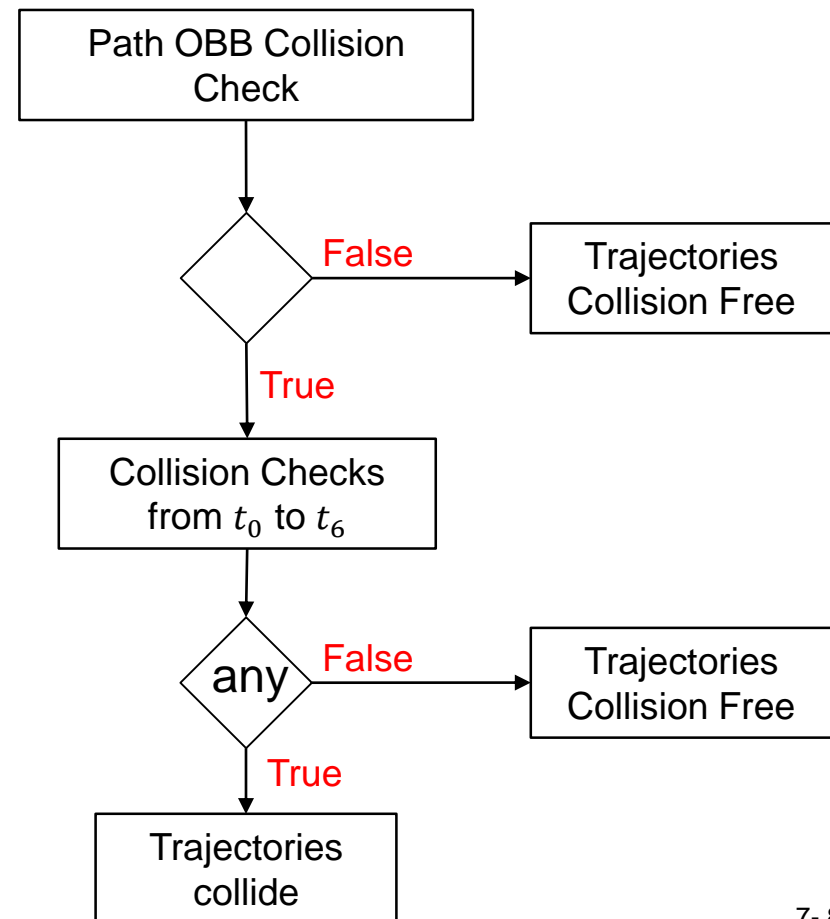 Path OBB Collision
Check
False
Trajectories
Collision Free
True
Collision Checks
from t₀ to t₆
any
False
Trajectories
Collision Free
True
Trajectories
collide